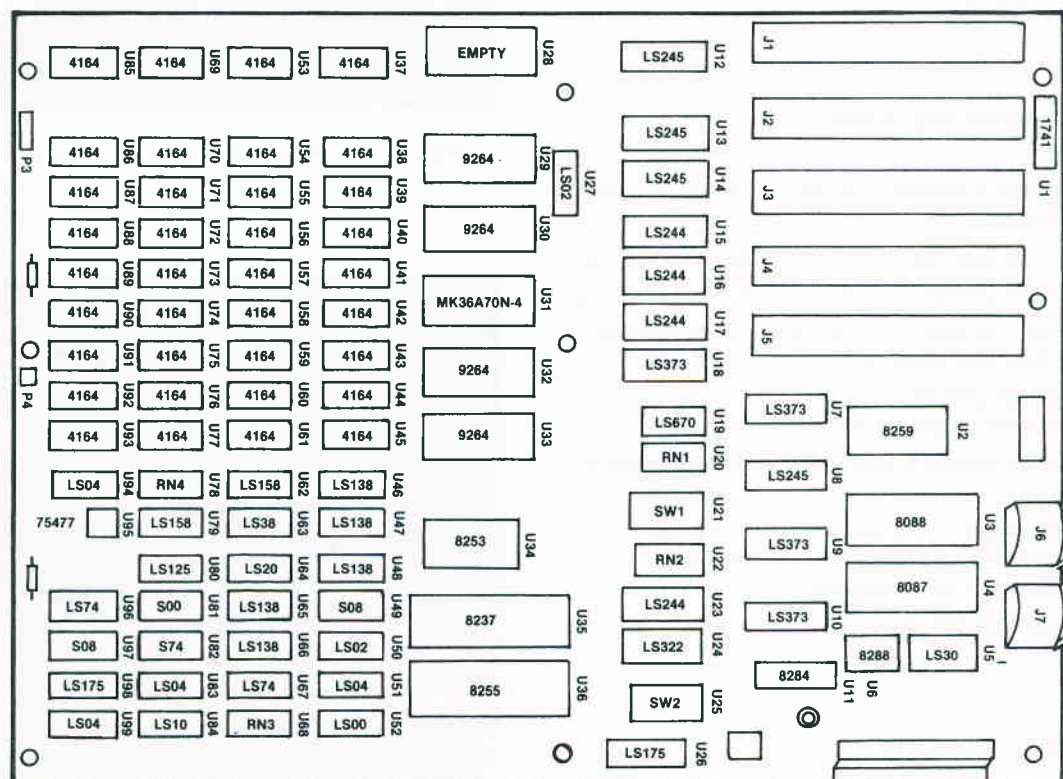 4164 U85 4164 U69 4164 U53 4164 U37 EMPTY U28 LS245 U12 J1
P3 J2 1741 U1
4164 U86 4164 U70 4164 U54 4164 U38 9264 U29 LS02 U27 LS245 U13
4164 U87 4164 U71 4164 U55 4164 U39 LS245 U14 J3
4164 U88 4164 U72 4164 U56 4164 U40 9264 U30 LS244 U15
4164 U89 4164 U73 4164 U57 4164 U41 LS244 U16 J4
4164 U90 4164 U74 4164 U58 4164 U42 MK36A70N-4 U31 LS244 U17
4164 U91 4164 U75 4164 U59 4164 U43 LS373 U18 J5
P4 4164 U92 4164 U76 4164 U60 4164 U44 9264 U32
4164 U93 4164 U77 4164 U61 4164 U45 9264 U33 LS670 U19 LS373 U7 8259 U2
RN1 U20
LS04 U94 RN4 U78 LS158 U62 LS138 U46 LS245 U8
75477 U95 LS158 U79 LS38 U63 LS138 U47 8253 U34 SW1 U21 8088 U3 J6
LS125 U80 LS20 U64 LS138 U48 RN2 U22 LS373 U9
LS74 U96 S00 U81 LS138 U65 S08 U49 8237 U35 LS244 U23 LS373 U10 8087 U4 J7
S08 U97 S74 U82 LS138 U66 LS02 U50 LS322 U24 8288 U6 LS30 U5
LS175 U98 LS04 U83 LS74 U67 LS04 U51 8255 U36 8284 U11
LS04 U99 LS10 U84 RN3 U68 LS00 U52 SW2 U25
LS175 U26